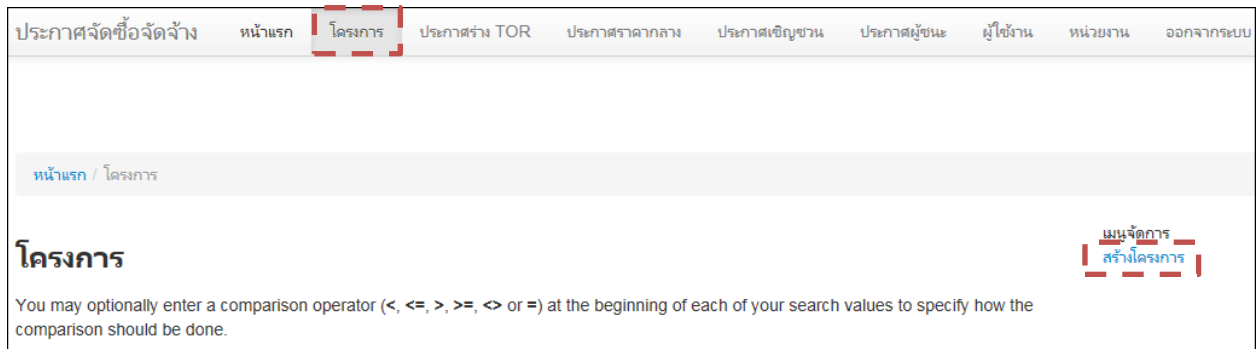 ประกาศจัดซื้อจัดจ้าง หน้าแรก โครงการ ประกาศร่าง TOR ประกาศราคากลาง ประกาศเชิญชวน ประกาศผู้ชนะ ผู้ใช้งาน หน่วยงาน ออกจากระบบ
หน้าแรก / โครงการ
เมนูจัดการ
สร้างโครงการ
โครงการ
You may optionally enter a comparison operator (<, <=, >, >=, <> or =) at the beginning of each of your search values to specify how the
comparison should be done.